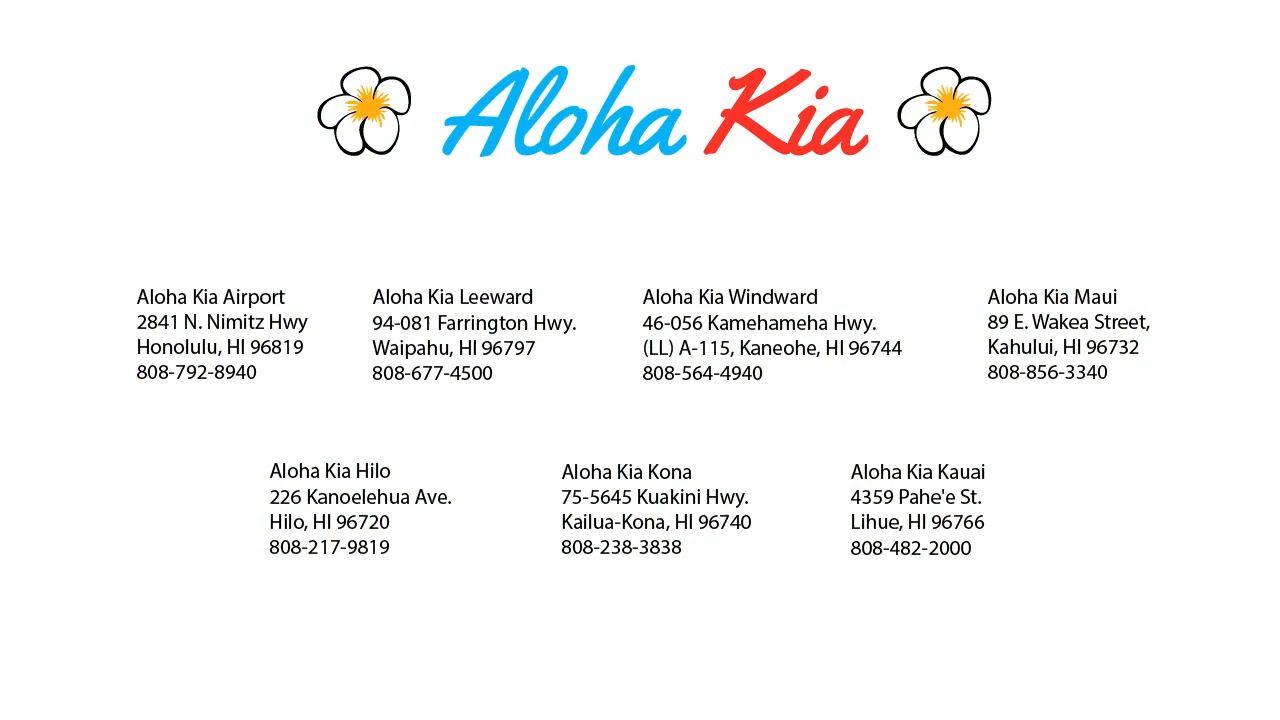 Aloha Kia
Aloha Kia Airport
2841 N. Nimitz Hwy
Honolulu, HI 96819
808-792-8940
Aloha Kia Leeward
94-081 Farrington Hwy.
Waipahu, HI 96797
808-677-4500
Aloha Kia Windward
46-056 Kamehameha Hwy.
(LL) A-115, Kaneohe, HI 96744
808-564-4940
Aloha Kia Maui
89 E. Wakea Street,
Kahului, HI 96732
808-856-3340
Aloha Kia Hilo
226 Kanoelehua Ave.
Hilo, HI 96720
808-217-9819
Aloha Kia Kona
75-5645 Kuakini Hwy.
Kailua-Kona, HI 96740
808-238-3838
Aloha Kia Kauai
4359 Pahe'e St.
Lihue, HI 96766
808-482-2000